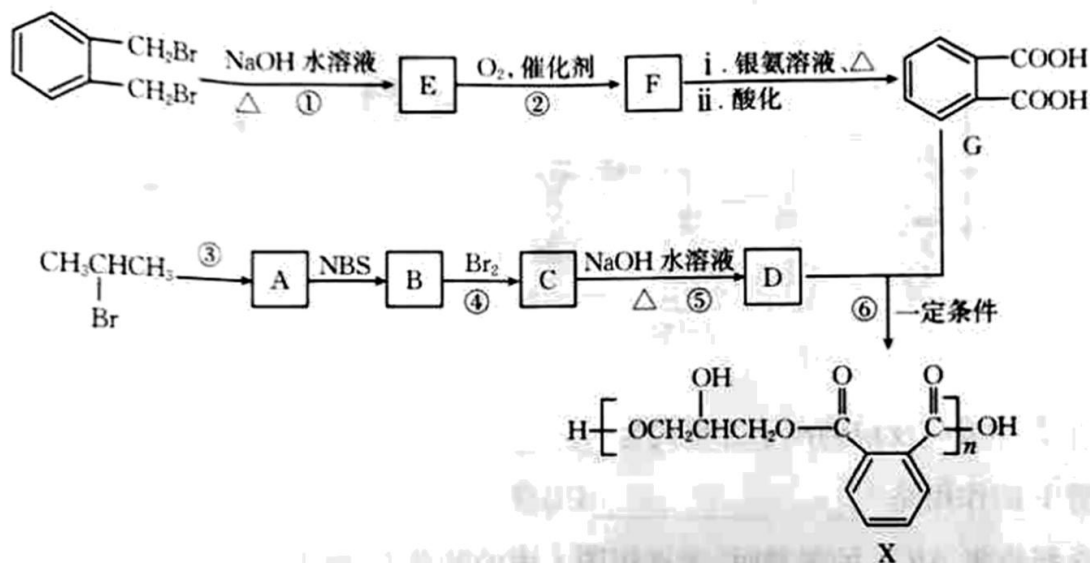 CH₂Br
CH₂Br
NaOH 水溶液
△ ①
E
O₂,催化剂
②
F
ⅰ.银氨溶液、△
ⅱ.酸化
COOH
COOH
G
CH₃CHCH₃
Br
③
A
NBS
B
Br₂
④
C
NaOH 水溶液
△ ⑤
D
⑥ 一定条件
OH O O
H OCH₂CHCH₂O C C OH
n
X